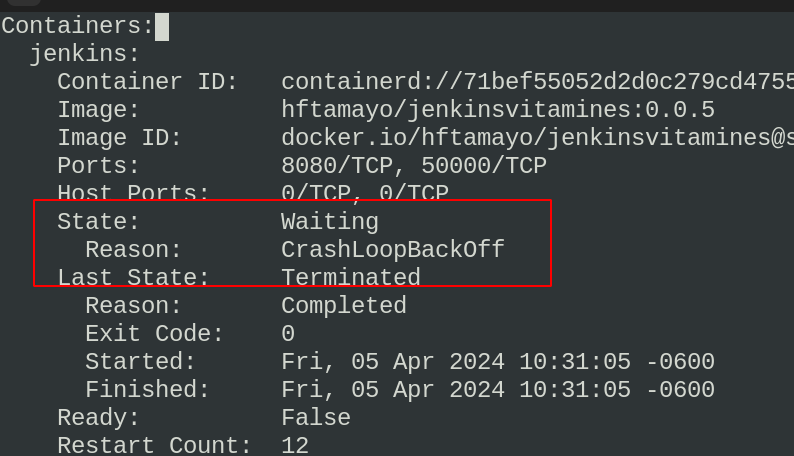 Containers:
  jenkins:
    Container ID:   containerd://71bef55052d2d0c279cd4755
    Image:          hftamayo/jenkinsvitamines:0.0.5
    Image ID:       docker.io/hftamayo/jenkinsvitamines@s
    Ports:          8080/TCP, 50000/TCP
    Host Ports:     0/TCP, 0/TCP
    State:          Waiting
      Reason:       CrashLoopBackOff
    Last State:     Terminated
      Reason:       Completed
      Exit Code:    0
      Started:      Fri, 05 Apr 2024 10:31:05 -0600
      Finished:     Fri, 05 Apr 2024 10:31:05 -0600
    Ready:          False
    Restart Count:  12